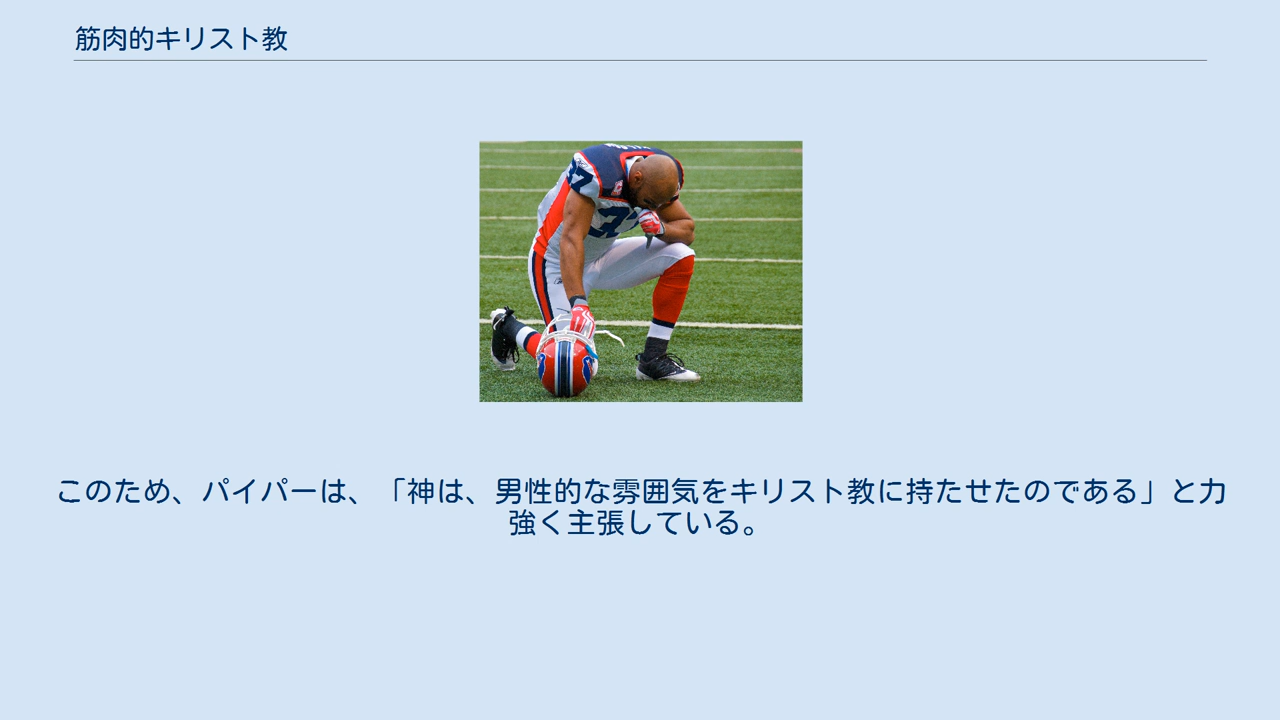 筋肉的キリスト教
37
37
このため、パイパーは、「神は、男性的な雰囲気をキリスト教に持たせたのである」と力
強く主張している。